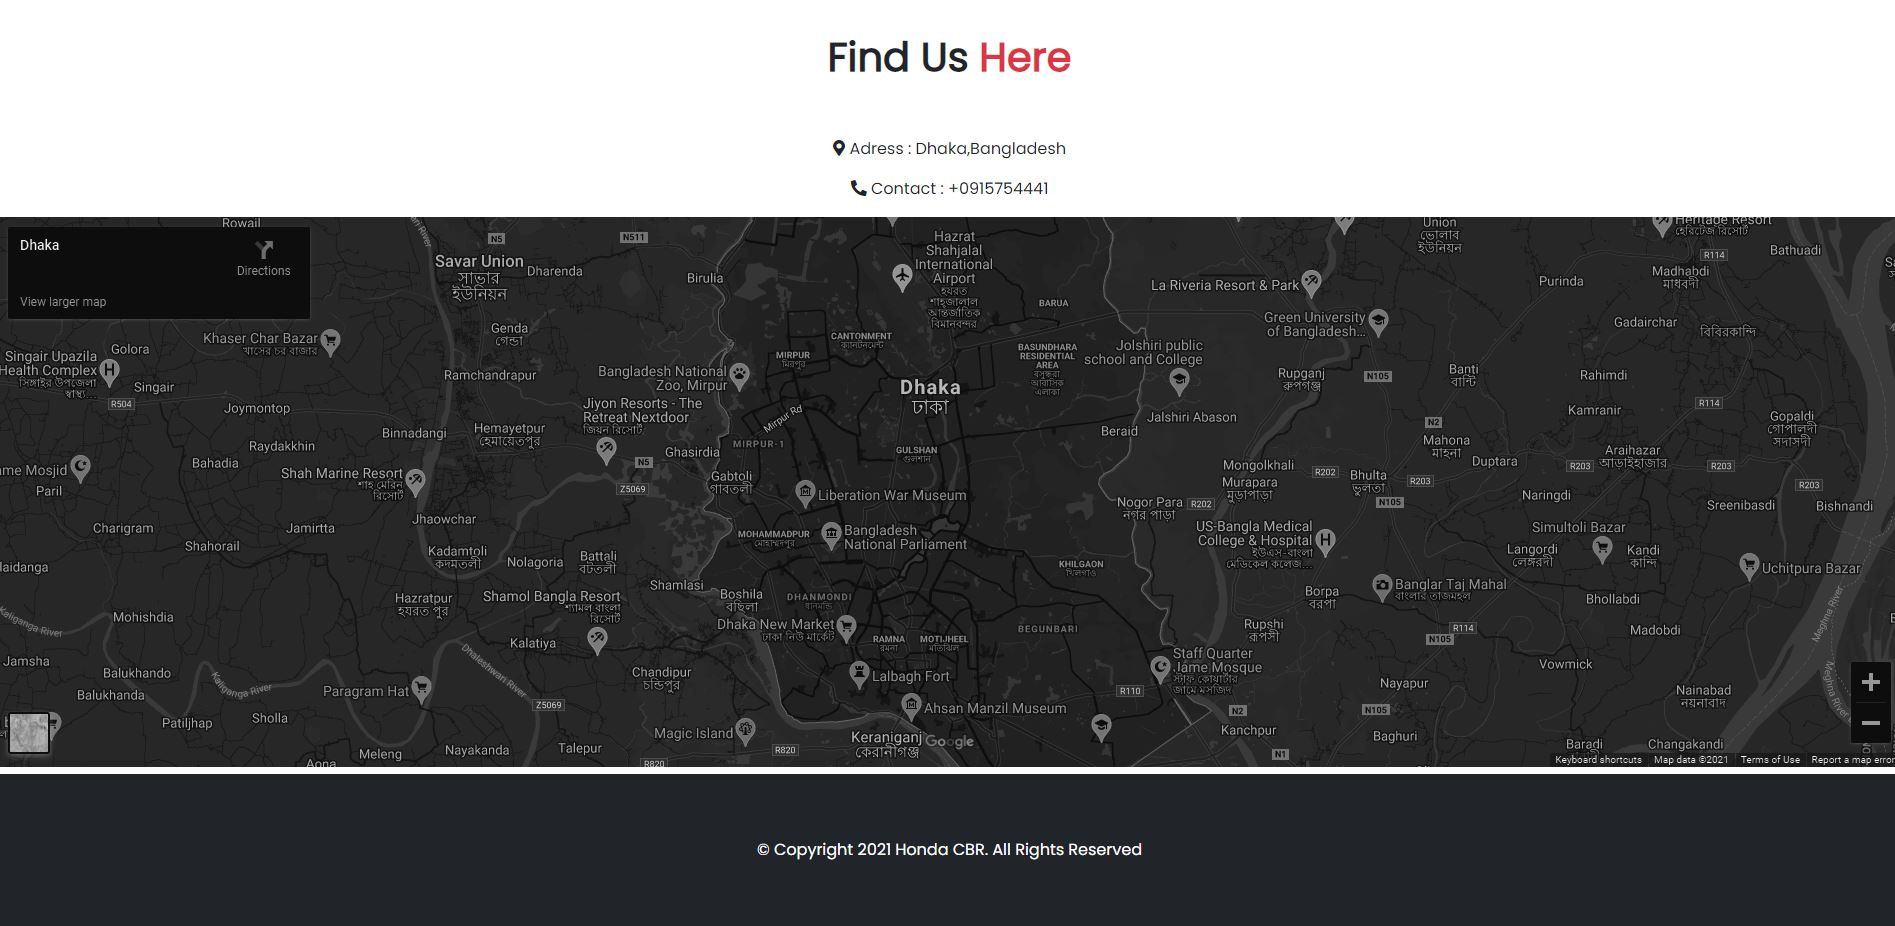 Find Us Here
Adress : Dhaka,Bangladesh
Contact : +0915754441
Dhaka
Directions
View larger map
Rowail
N5
N511
Savar Union
সাভার
ইউনিয়ন
Dharenda
Birulia
Hazrat
Shahjalal
International
Airport
হযরত
শাহজালাল
আন্তর্জাতিক
বিমানবন্দর
Union
ভোলাব
ইউনিয়ন
Heritage Resort
হেরিটেজ রিসোর্ট
R114
Bathuadi
Madhabdi
মাধবদী
Purinda
La Riveria Resort & Park
BARUA
Green University
of Bangladesh...
Gadairchar
বিবিরকান্দি
Khaser Char Bazar
খাসের চর বাজার
Genda
গেন্ডা
CANTONMENT
ক্যানটনমেন্ট
MIRPUR
মিরপুর
BASUNDHARA
RESIDENTIAL
AREA
বসুন্ধরা
আবাসিক
এলাকা
Jolshiri public
school and College
Singair Upazila
Health Complex
সিঙ্গাইর উপজেলা
স্বাস্থ্য...
Golora
Singair
R504
Ramchandrapur
Bangladesh National
Zoo, Mirpur
Dhaka
ঢাকা
Rupganj
রুপগঞ্জ
N105
Banti
বান্টি
Rahimdi
Joymontop
Jiyon Resorts - The
Retreat Nextdoor
জিয়ন রিসোর্ট
Mirpur Rd
Jalshiri Abason
Kamranir
R114
Gopaldi
গোপালদী
সদাসদী
Raydakkhin
Binnadangi
Hemayetpur
হেমায়েতপুর
Ghasirdia
MIRPUR-1
GULSHAN
গুলশান
Beraid
N2
Mahona
মাহনা
Araihazar
আড়াইহাজার
Bahadia
Shah Marine Resort
শাহ মেরিন
রিসোর্ট
N5
Z5069
Gabtoli
গাবতলী
Liberation War Museum
Mongolkhali
Murapara
মুড়াপাড়া
R202
Bhulta
ভুলতা
R203
Duptara
R203
R203
R203
Paril
Nogor Para
নগর পাড়া
R202
N105
Naringdi
Sreenibasdi
Bishnandi
Charigram
Jamirtta
Jhaowchar
MOHAMMADPUR
মোহাম্মদপুর
Bangladesh
National Parliament
US-Bangla Medical
College & Hospital
ইউএস-বাংলা
মেডিকেল কলেজ...
Simultoli Bazar
Shahorail
Kadamtoli
কদমতলী
Nolagoria
Battali
বটতলী
Shamlasi
KHILGAON
খিলগাও
Langordi
লেঙ্গরদী
Kandi
কান্দি
Uchitpura Bazar
Hazratpur
হযরত পুর
Shamol Bangla Resort
শ্যামল বাংলা
রিসোর্ট
Boshila
বছিলা
DHANMONDI
ধানমন্ডি
Borpa
বরপা
Banglar Taj Mahal
বাংলার তাজমহল
Bhollabdi
Kaliganga River
Mohishdia
Kalatiya
Dhaka New Market
ঢাকা নিউ মার্কেট
RAMNA
রমনা
MOTIJHEEL
মতিঝিল
BEGUNBARI
Rupshi
রূপসী
N105
R114
Madobdi
Meghna River
Jamsha
Balukhando
Dhaleshwari River
Chandipur
চন্ডিপুর
Lalbagh Fort
Staff Quarter
Jame Mosque
স্টাফ কোয়ার্টার
জামে মসজিদ
Vowmick
Meghna River
Balukhanda
Kaliganga River
Paragram Hat
Z5069
Ahsan Manzil Museum
R110
Nayapur
Nainabad
নয়নাবাদ
Patiljhap
Sholla
Magic Island
N2
N105
Kanchpur
Baghuri
Meleng
Nayakanda
Talepur
R820
Keraniganj
কেরানীগঞ্জ
Google
N1
Baradi
Changakandi
Aona
R820
Keyboard shortcuts
Map data ©2021
Terms of Use
Report a map error
© Copyright 2021 Honda CBR. All Rights Reserved